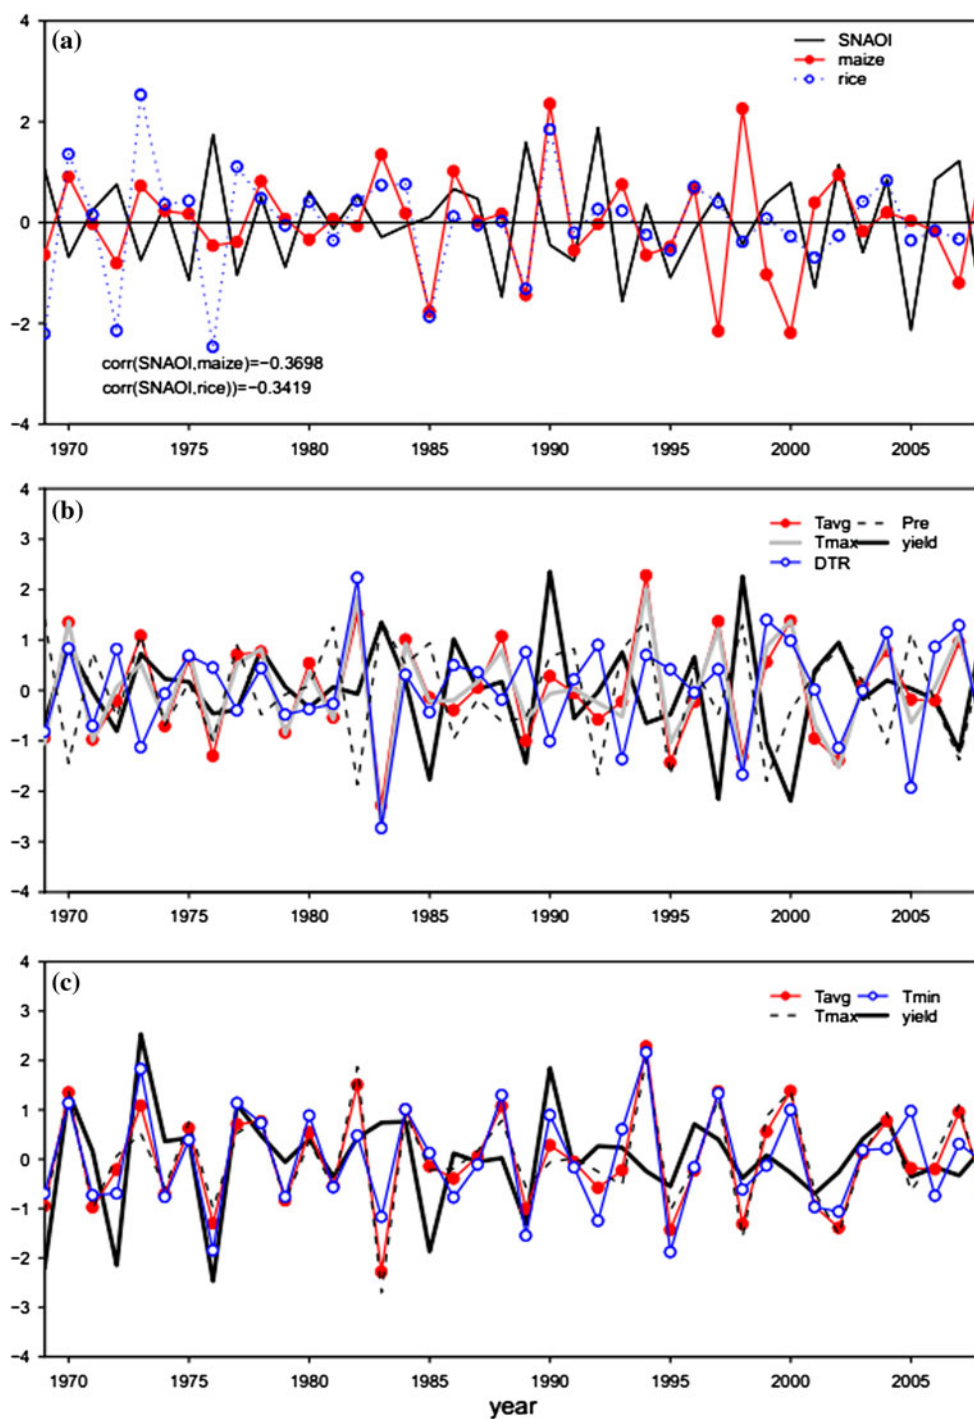 4
(a)
SNAOI
maize
rice
2
0
−2
corr(SNAOI,maize)=−0.3698
corr(SNAOI,rice))=−0.3419
−4
1970 1975 1980 1985 1990 1995 2000 2005
4
(b)
Tavg Pre
Tmax yield
DTR
3
2
1
0
−1
−2
−3
−4
1970 1975 1980 1985 1990 1995 2000 2005
4
(c)
Tavg Tmin
Tmax yield
3
2
1
0
−1
−2
−3
−4
1970 1975 1980 1985 1990 1995 2000 2005
year